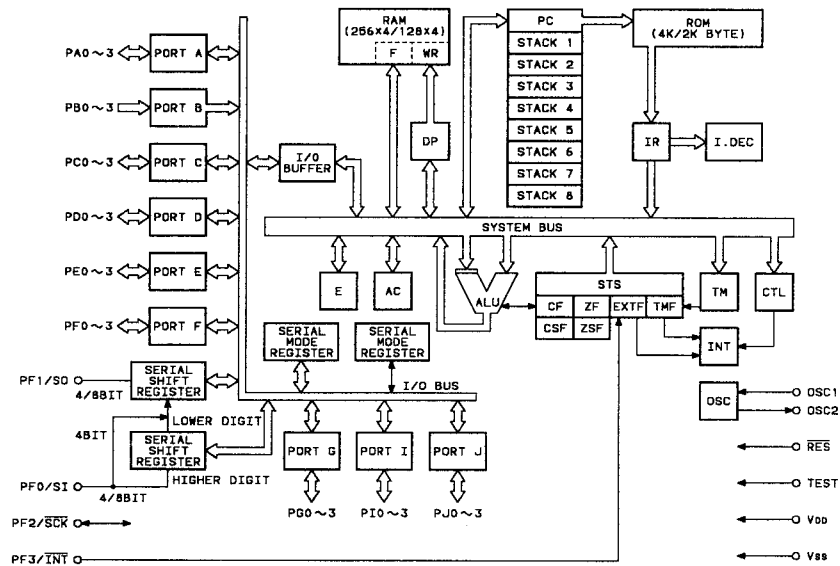 RAM
(256X4/128X4)
F WR
PC
STACK 1
STACK 2
STACK 3
STACK 4
STACK 5
STACK 6
STACK 7
STACK 8
ROM
(4K/2K BYTE)
PA0~3 PORT A
PB0~3 PORT B
PC0~3 PORT C
PD0~3 PORT D
PE0~3 PORT E
PF0~3 PORT F
I/O
BUFFER
DP
IR
I.DEC
SYSTEM BUS
E
AC
ALU
STS
CF ZF EXTF TMF
CSF ZSF
TM
CTL
INT
SERIAL
MODE
REGISTER
SERIAL
MODE
REGISTER
PF1/SO
4/8BIT
SERIAL
SHIFT
REGISTER
I/O BUS
LOWER DIGIT
4BIT
SERIAL
SHIFT
REGISTER
HIGHER DIGIT
PF0/SI
4/8BIT
PORT G
PORT I
PORT J
PG0~3
PI0~3
PJ0~3
OSC
OSC1
OSC2
RES
TEST
VDD
VSS
PF2/SCK
PF3/INT